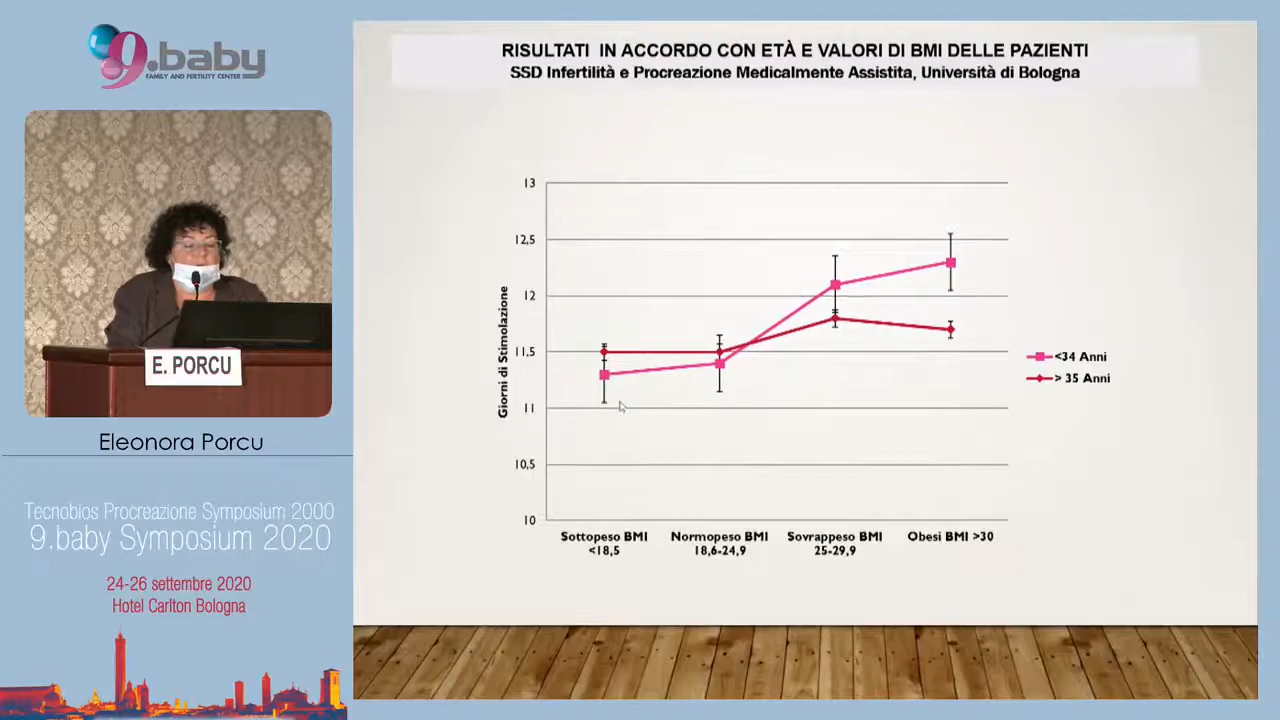 9.baby
FAMILY AND FERTILITY CENTER
E. PORCU
Eleonora Porcu
Tecnobios Procreazione Symposium 2000
9.baby Symposium 2020
24-26 settembre 2020
Hotel Carlton Bologna
RISULTATI IN ACCORDO CON ETÀ E VALORI DI BMI DELLE PAZIENTI
SSD Infertilità e Procreazione Medicalmente Assistita, Università di Bologna
Giorni di Stimolazione
13
12,5
12
11,5
11
10,5
10
Sottopeso BMI
<18,5
Normopeso BMI
18,6-24,9
Sovrappeso BMI
25-29,9
Obesi BMI >30
<34 Anni
> 35 Anni